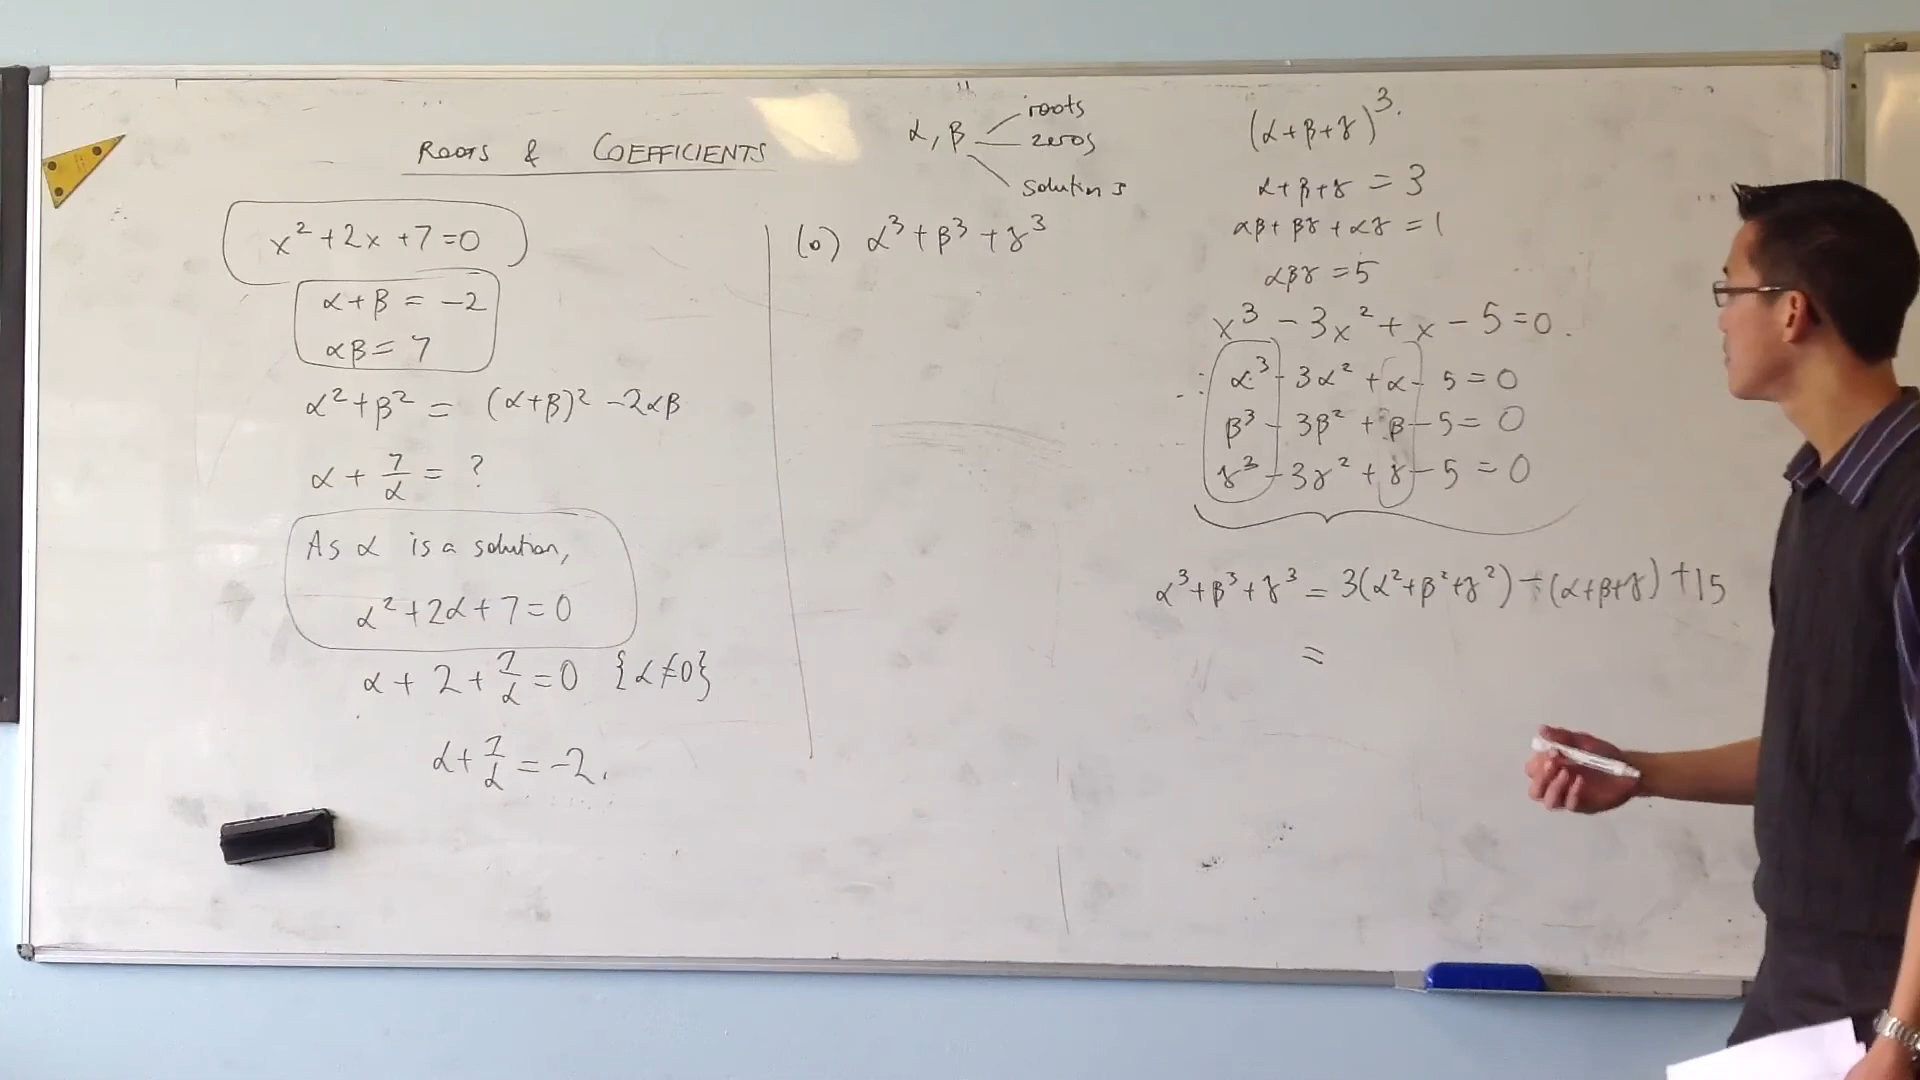 ROOTS & COEFFICIENTS
x² + 2x + 7 = 0
α + β = -2
αβ = 7
α² + β² = (α+β)² - 2αβ
α + 7/α = ?
As α is a solution,
α² + 2α + 7 = 0
α + 2 + 7/α = 0 {α ≠ 0}
α + 7/α = -2.
α, β
roots
zeros
solutions
(o) α³ + β³ + γ³
(α + β + γ)³.
α + β + γ = 3
αβ + βγ + αγ = 1
αβγ = 5
x³ - 3x² + x - 5 = 0.
∴ α³ - 3α² + α - 5 = 0
β³ - 3β² + β - 5 = 0
γ³ - 3γ² + γ - 5 = 0
α³ + β³ + γ³ = 3(α² + β² + γ²) - (α+β+γ) + 15
=